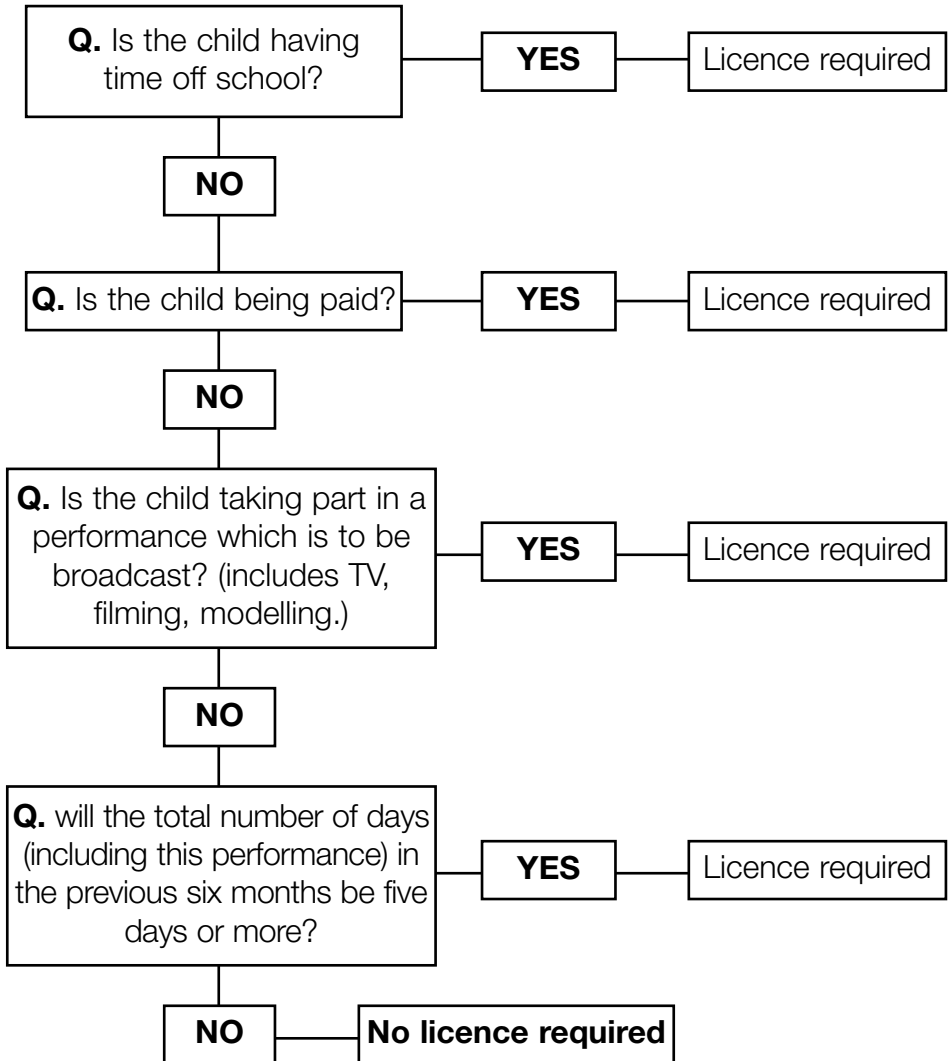 Q. Is the child having
time off school?
YES
Licence required
NO
Q. Is the child being paid?
YES
Licence required
NO
Q. Is the child taking part in a
performance which is to be
broadcast? (includes TV,
filming, modelling.)
YES
Licence required
NO
Q. will the total number of days
(including this performance) in
the previous six months be five
days or more?
YES
Licence required
NO
No licence required